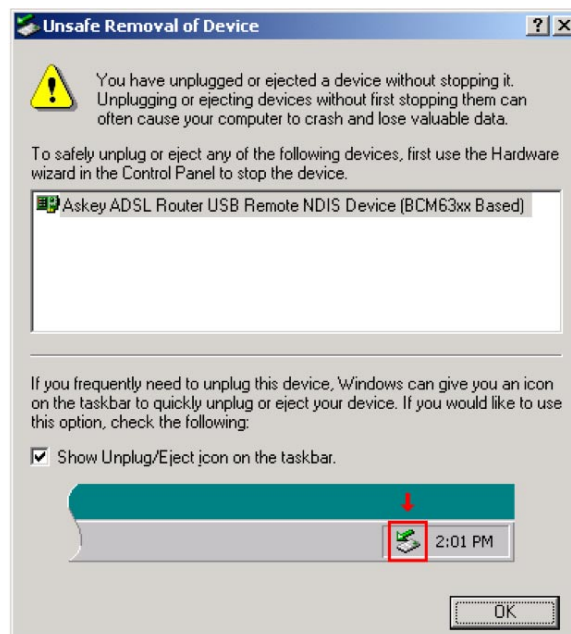 Unsafe Removal of Device
You have unplugged or ejected a device without stopping it.
Unplugging or ejecting devices without first stopping them can
often cause your computer to crash and lose valuable data.
To safely unplug or eject any of the following devices, first use the Hardware
wizard in the Control Panel to stop the device.
Askey ADSL Router USB Remote NDIS Device (BCM63xx Based)
If you frequently need to unplug this device, Windows can give you an icon
on the taskbar to quickly unplug or eject your device. If you would like to use
this option, check the following:
Show Unplug/Eject icon on the taskbar.
2:01 PM
OK